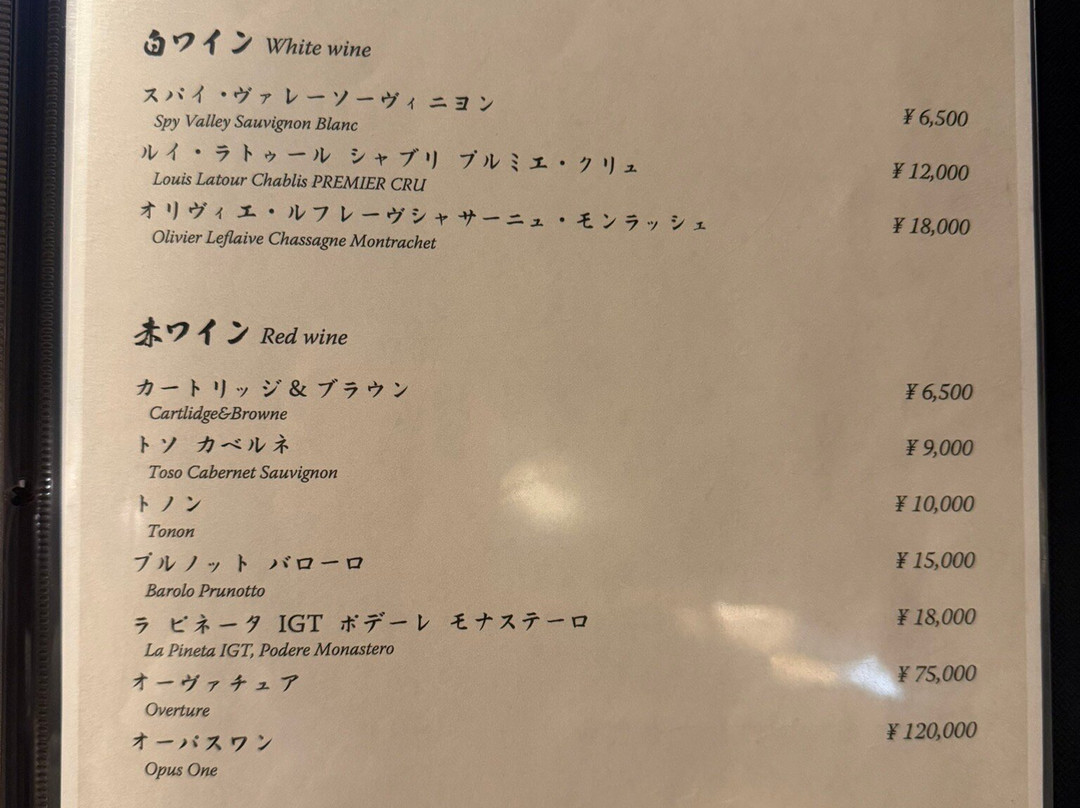 白ワイン White wine
スパイ・ヴァレーソーヴィニヨン
Spy Valley Sauvignon Blanc
¥ 6,500
ルイ・ラトゥール シャブリ プルミエ・クリュ
Louis Latour Chablis PREMIER CRU
¥ 12,000
オリヴィエ・ルフレーヴシャサーニュ・モンラッシェ
Olivier Leflaive Chassagne Montrachet
¥ 18,000
赤ワイン Red wine
カートリッジ&ブラウン
Cartlidge&Browne
¥ 6,500
トソ カベルネ
Toso Cabernet Sauvignon
¥ 9,000
トノン
Tonon
¥ 10,000
プルノット バローロ
Barolo Prunotto
¥ 15,000
ラ ピネータ IGT ポデーレ モナステーロ
La Pineta IGT, Podere Monastero
¥ 18,000
オーヴァチュア
Overture
¥ 75,000
オーパスワン
Opus One
¥ 120,000